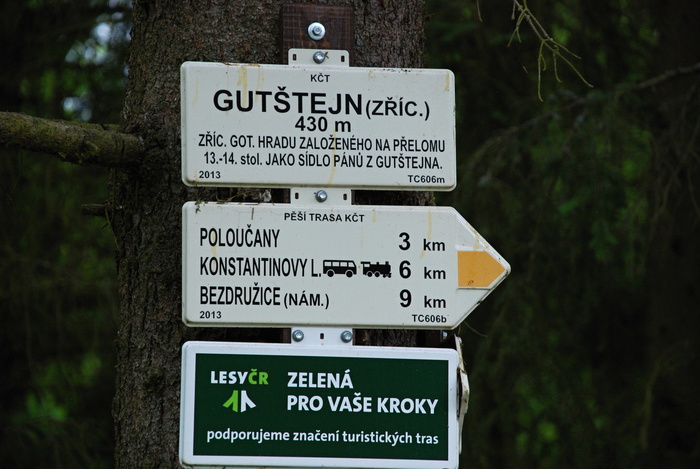 KČT
GUTŠTEJN (ZŘÍC.)
430 m
ZŘÍC. GOT. HRADU ZALOŽENÉHO NA PŘELOMU
13.-14. stol. JAKO SÍDLO PÁNŮ Z GUTŠTEJNA.
2013 TC606m
PĚŠÍ TRASA KČT
POLOUČANY 3 km
KONSTANTINOVY L. 6 km
BEZDRUŽICE (NÁM.) 9 km
2013 TC606b
LESYČR
ZELENÁ
PRO VAŠE KROKY
podporujeme značení turistických tras